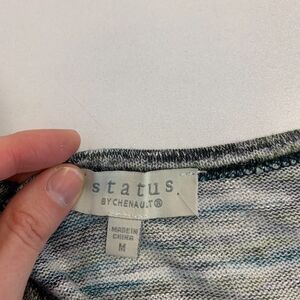 status.
BY CHENAULT®
MADE IN
CHINA
M